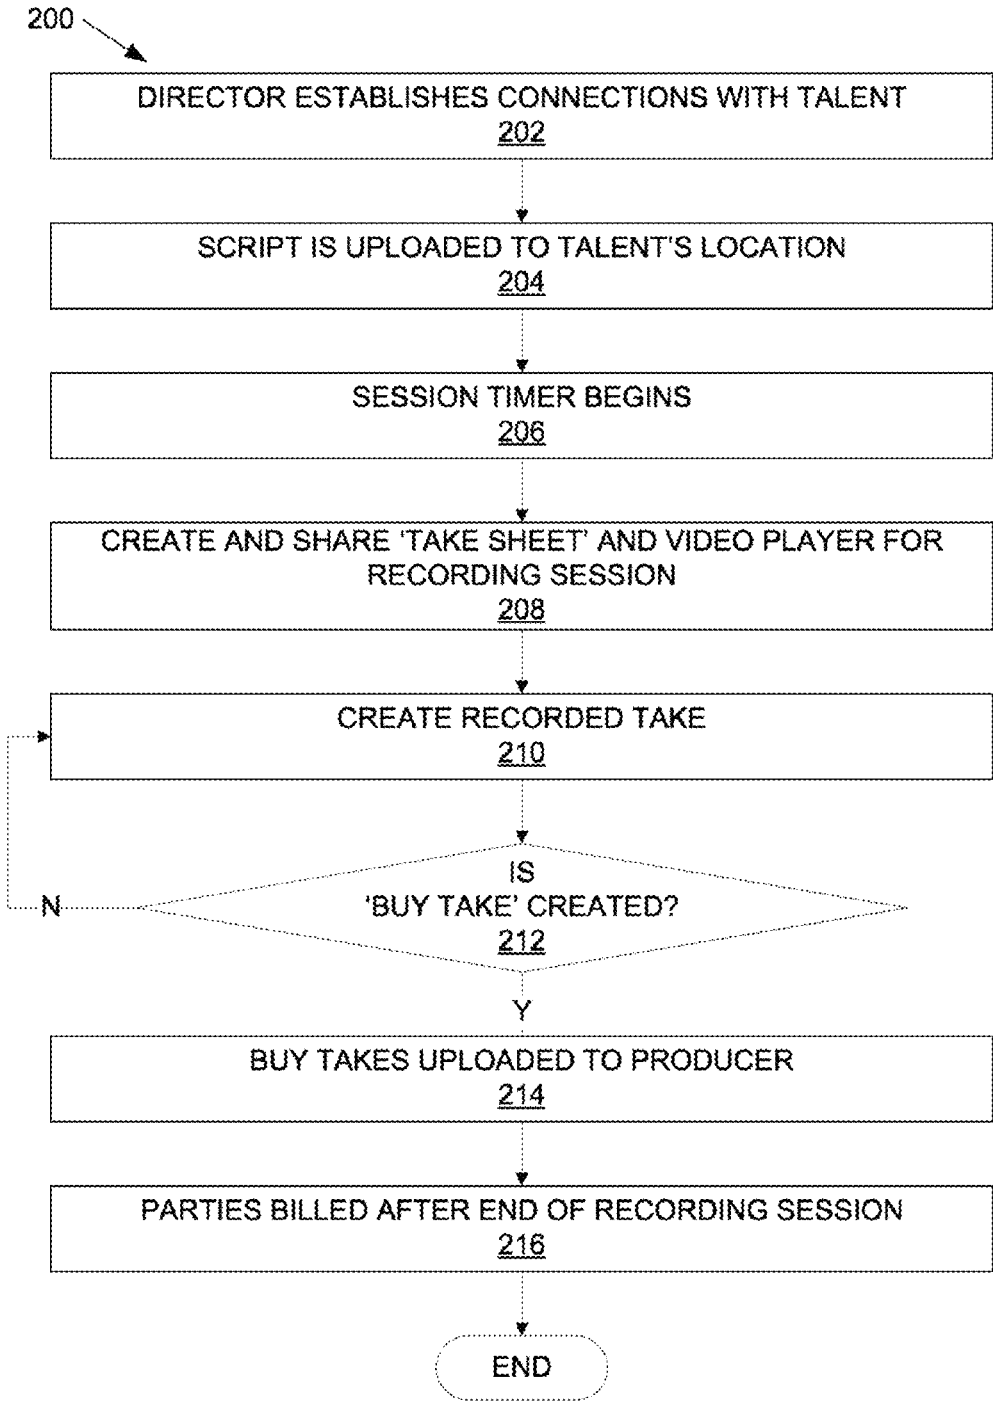 200
DIRECTOR ESTABLISHES CONNECTIONS WITH TALENT
202
SCRIPT IS UPLOADED TO TALENT'S LOCATION
204
SESSION TIMER BEGINS
206
CREATE AND SHARE 'TAKE SHEET' AND VIDEO PLAYER FOR
RECORDING SESSION
208
CREATE RECORDED TAKE
210
IS
'BUY TAKE' CREATED?
212
N
Y
BUY TAKES UPLOADED TO PRODUCER
214
PARTIES BILLED AFTER END OF RECORDING SESSION
216
END